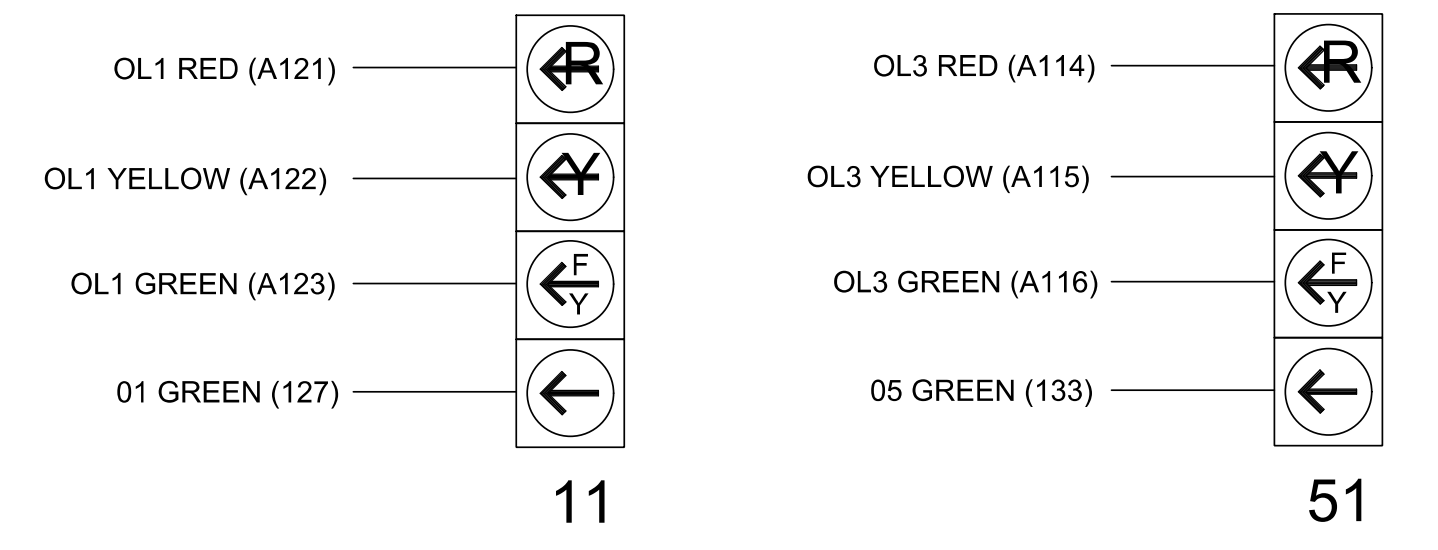 OL1 RED (A121)
R
OL1 YELLOW (A122)
Y
OL1 GREEN (A123)
F
Y
01 GREEN (127)
11
OL3 RED (A114)
R
OL3 YELLOW (A115)
Y
OL3 GREEN (A116)
F
Y
05 GREEN (133)
51